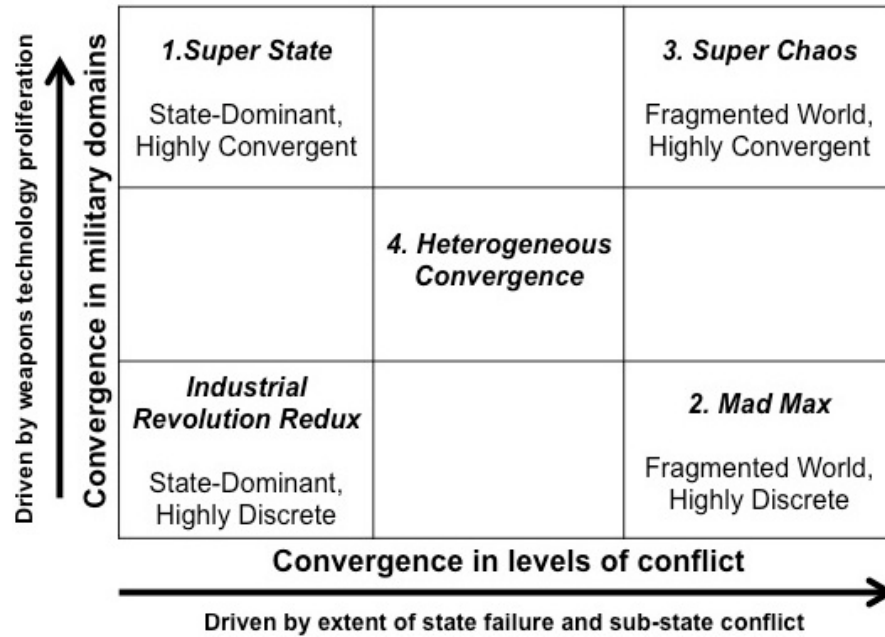 Driven by weapons technology proliferation
Convergence in military domains
1.Super State
State-Dominant,
Highly Convergent
3. Super Chaos
Fragmented World,
Highly Convergent
4. Heterogeneous
Convergence
Industrial
Revolution Redux
State-Dominant,
Highly Discrete
2. Mad Max
Fragmented World,
Highly Discrete
Convergence in levels of conflict
Driven by extent of state failure and sub-state conflict